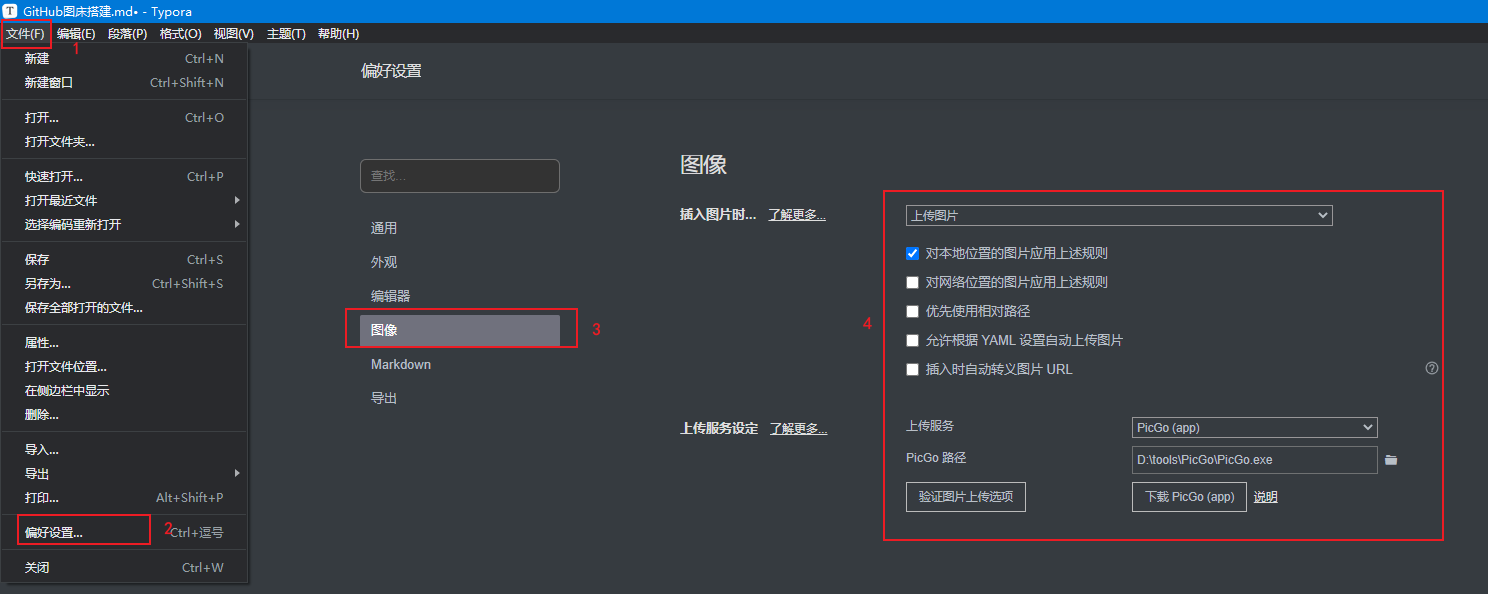 T GitHub图床搭建.md• - Typora
文件(F) 编辑(E) 段落(P) 格式(O) 视图(V) 主题(T) 帮助(H)
1
新建 Ctrl+N
新建窗口 Ctrl+Shift+N
打开... Ctrl+O
打开文件夹...
快速打开... Ctrl+P
打开最近文件
选择编码重新打开
保存 Ctrl+S
另存为... Ctrl+Shift+S
保存全部打开的文件...
属性...
打开文件位置...
在侧边栏中显示
删除...
导入...
导出
打印... Alt+Shift+P
偏好设置... 2 Ctrl+逗号
关闭 Ctrl+W
偏好设置
查找...
通用
外观
编辑器
图像 3
Markdown
导出
图像
插入图片时... 了解更多... 上传图片
对本地位置的图片应用上述规则
对网络位置的图片应用上述规则
优先使用相对路径
4
允许根据 YAML 设置自动上传图片
插入时自动转义图片 URL ?
上传服务设定 了解更多... 上传服务 PicGo (app)
PicGo 路径 D:\tools\PicGo\PicGo.exe
验证图片上传选项 下载 PicGo (app) 说明